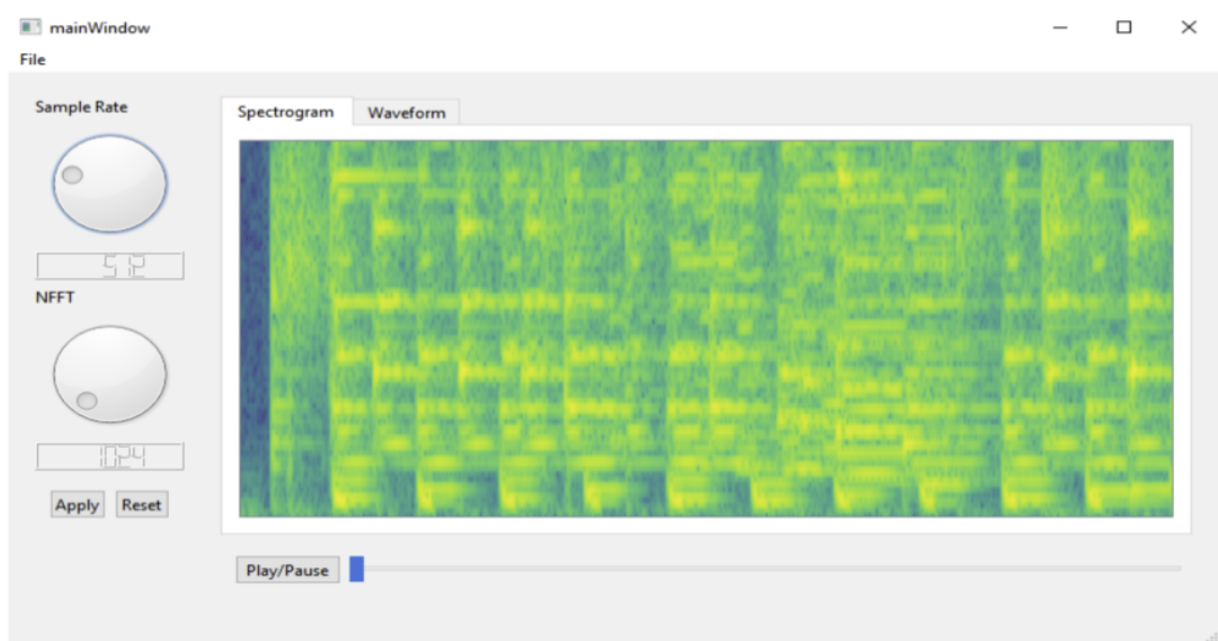 mainWindow
File
Sample Rate
512
NFFT
1024
Apply Reset
Spectrogram Waveform
Play/Pause